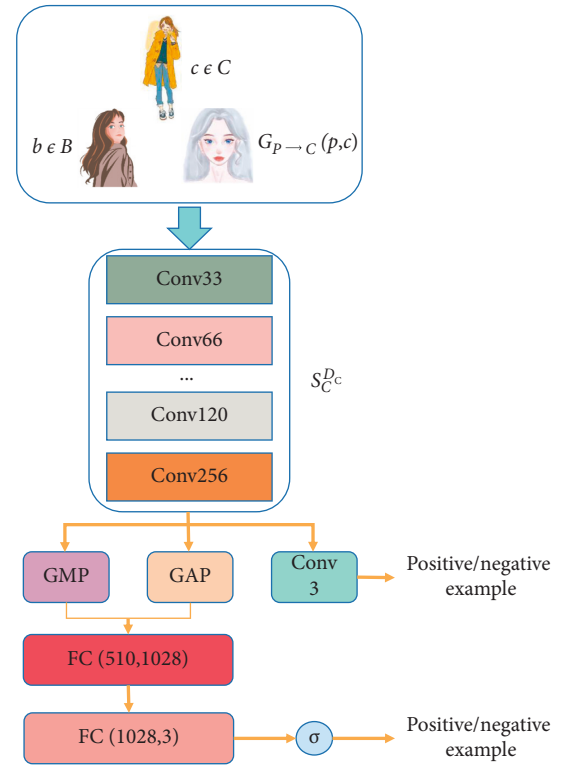 c ϵ C
b ϵ B
G_{P→C} (p,c)
Conv33
Conv66
...
Conv120
Conv256
S_C^{D_C}
GMP
GAP
Conv
3
Positive/negative
example
FC (510,1028)
FC (1028,3)
σ
Positive/negative
example